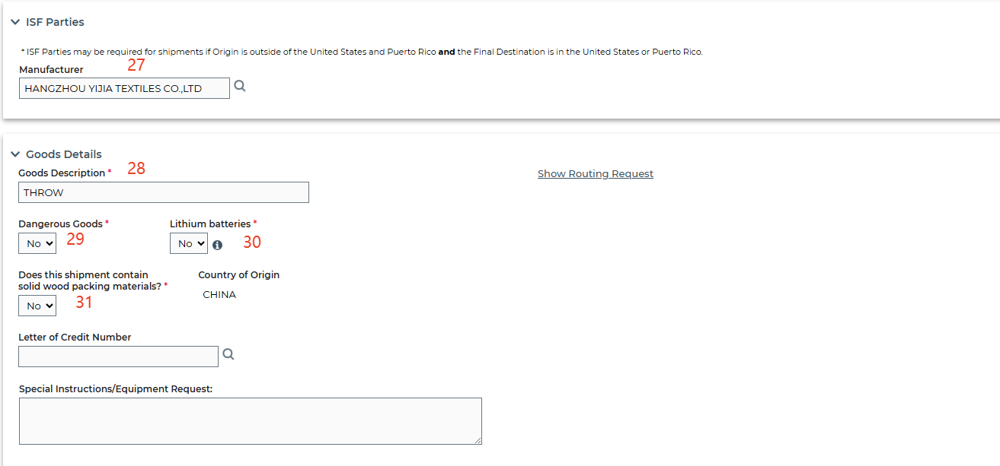 ISF Parties
* ISF Parties may be required for shipments if Origin is outside of the United States and Puerto Rico and the Final Destination is in the United States or Puerto Rico.
Manufacturer 27
HANGZHOU YIJIA TEXTILES CO.,LTD
Goods Details
Goods Description * 28
Show Routing Request
THROW
Dangerous Goods * Lithium batteries *
No 29 No 30
Does this shipment contain Country of Origin
solid wood packing materials? *
CHINA
No 31
Letter of Credit Number
Special Instructions/Equipment Request: